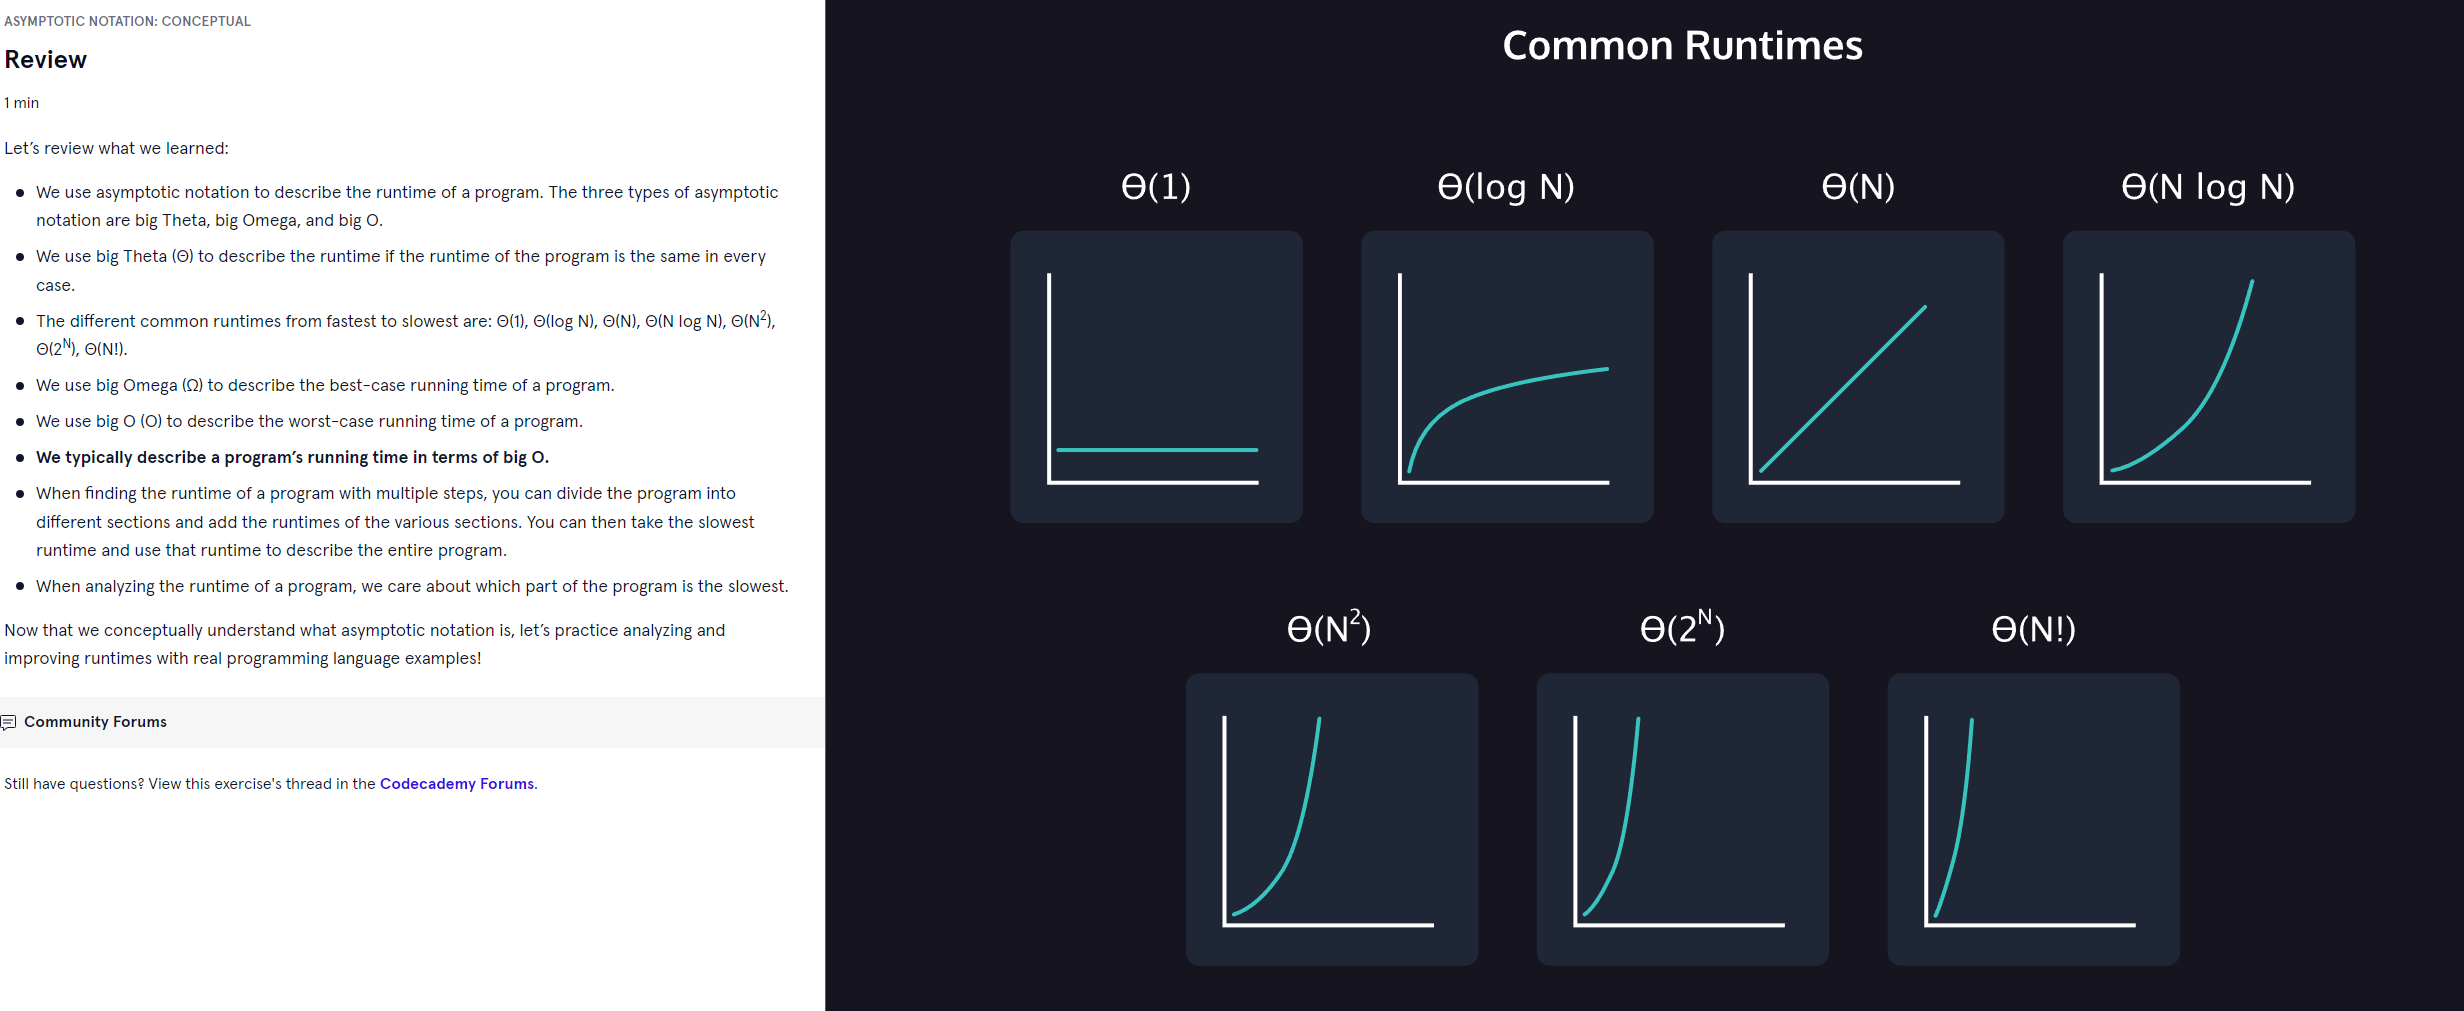 ASYMPTOTIC NOTATION: CONCEPTUAL
Review
1 min
Let’s review what we learned:
We use asymptotic notation to describe the runtime of a program. The three types of asymptotic
notation are big Theta, big Omega, and big O.
We use big Theta (Θ) to describe the runtime if the runtime of the program is the same in every
case.
The different common runtimes from fastest to slowest are: Θ(1), Θ(log N), Θ(N), Θ(N log N), Θ(N²),
Θ(2ᴺ), Θ(N!).
We use big Omega (Ω) to describe the best-case running time of a program.
We use big O (O) to describe the worst-case running time of a program.
We typically describe a program’s running time in terms of big O.
When finding the runtime of a program with multiple steps, you can divide the program into
different sections and add the runtimes of the various sections. You can then take the slowest
runtime and use that runtime to describe the entire program.
When analyzing the runtime of a program, we care about which part of the program is the slowest.
Now that we conceptually understand what asymptotic notation is, let’s practice analyzing and
improving runtimes with real programming language examples!
Community Forums
Still have questions? View this exercise's thread in the Codecademy Forums.
Common Runtimes
Θ(1)
Θ(log N)
Θ(N)
Θ(N log N)
Θ(N²)
Θ(2ᴺ)
Θ(N!)